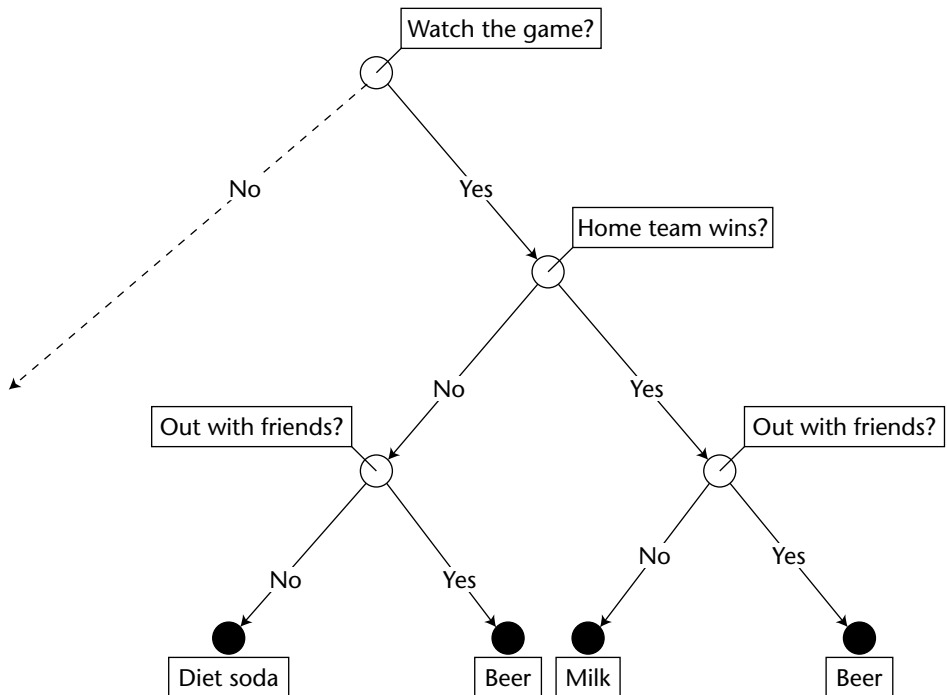 Watch the game?
No
Yes
Home team wins?
No
Yes
Out with friends?
Out with friends?
No
Yes
No
Yes
Diet soda
Beer
Milk
Beer